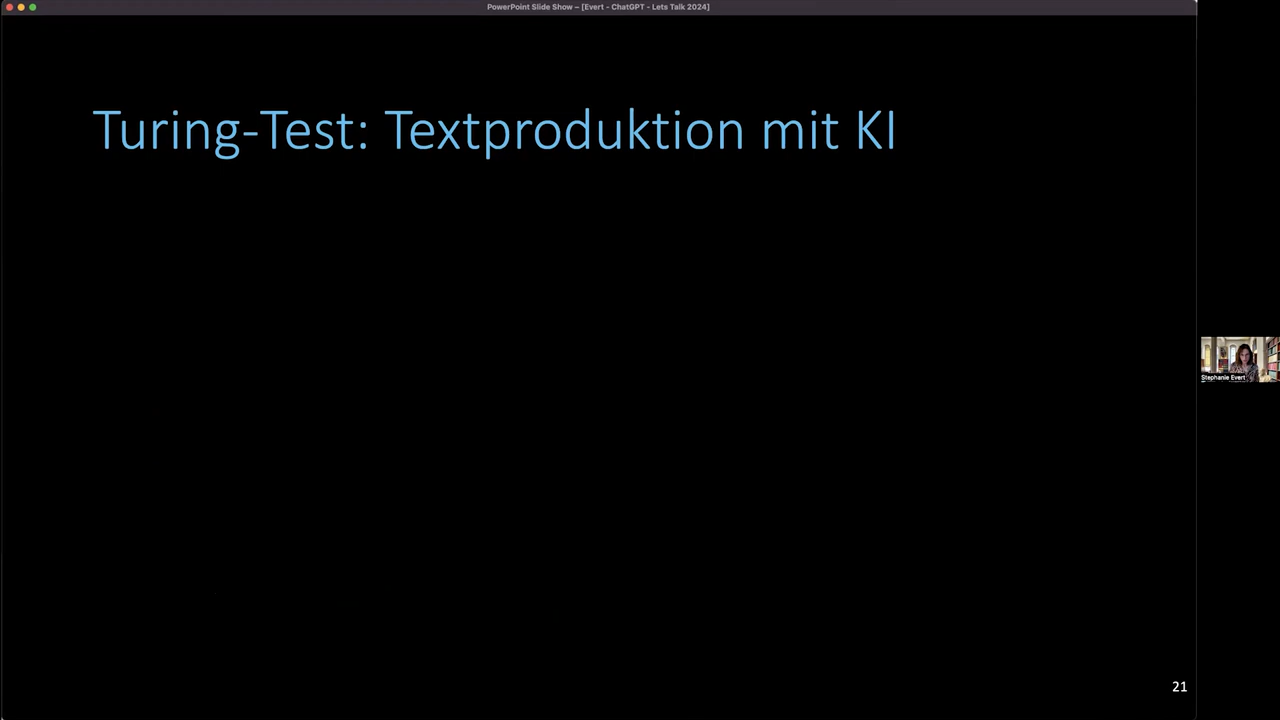 PowerPoint Slide Show – [Evert - ChatGPT - Lets Talk 2024]
Turing-Test: Textproduktion mit KI
Stephanie Evert
21